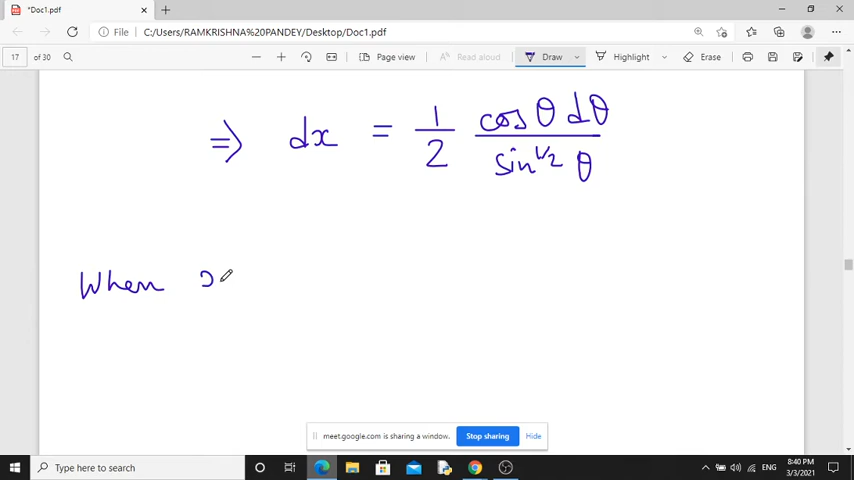 *Doc1.pdf
File C:/Users/RAMKRISHNA%20PANDEY/Desktop/Doc1.pdf
17 of 30 Page view Read aloud Draw Highlight Erase
⇒ dx = 1/2 cosθ dθ / sin^1/2 θ
When
meet.google.com is sharing a window. Stop sharing Hide
Type here to search ENG 8:40 PM 3/3/2021